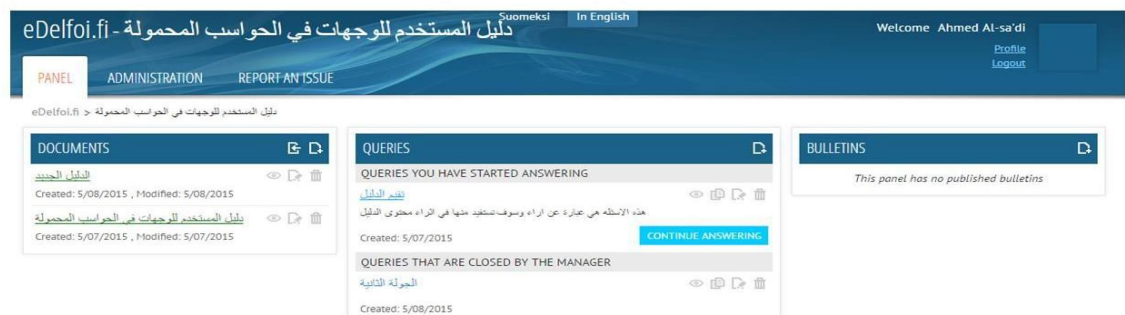 Suomeksi In English
eDelfoi.fi - دليل المستخدم للوجهات في الحواسب المحمولة
Welcome Ahmed Al-sa'di
Profile
Logout
PANEL ADMINISTRATION REPORT AN ISSUE
eDelfoi.fi > دليل المستخدم للوجهات في الحواسب المحمولة
DOCUMENTS
الدليل الجديد
Created: 5/08/2015 , Modified: 5/08/2015
دليل المستخدم للوجهات في الحواسب المحمولة
Created: 5/07/2015 , Modified: 5/07/2015
QUERIES
QUERIES YOU HAVE STARTED ANSWERING
تقيم الدليل
هذه الاسئله هي عبارة عن اراء وسوف نستفيد منها في اثراء محتوى الدليل
Created: 5/07/2015
CONTINUE ANSWERING
QUERIES THAT ARE CLOSED BY THE MANAGER
الجولة الثانية
Created: 5/08/2015
BULLETINS
This panel has no published bulletins